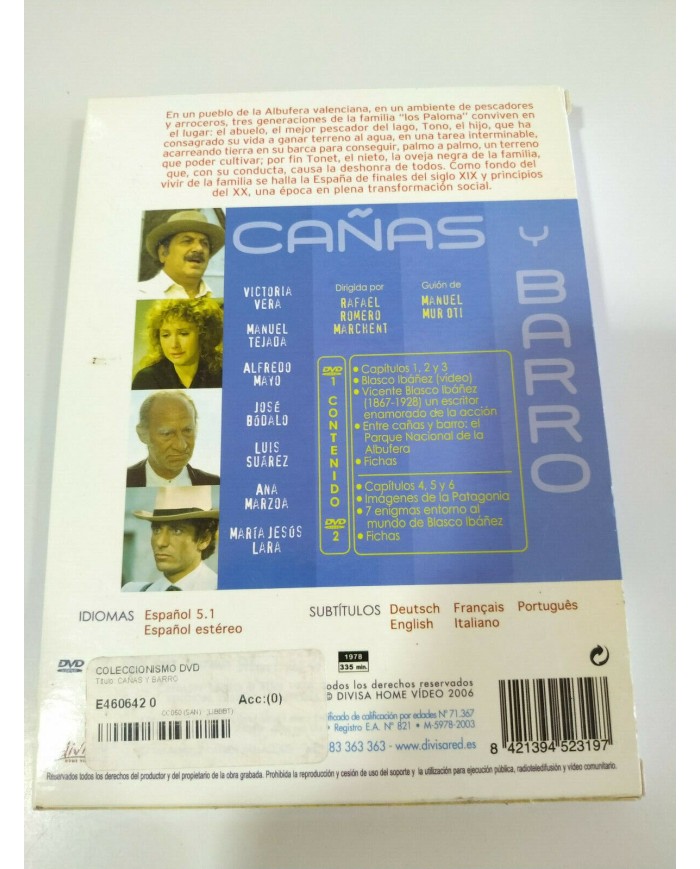 En un pueblo de la Albufera valenciana, en un ambiente de pescadores
y arroceros, tres generaciones de la familia "los Paloma" conviven en
el lugar: el abuelo, el mejor pescador del lago, Tono, el hijo, que ha
consagrado su vida a ganar terreno al agua, en una tarea interminable,
acarreando tierra en su barca para conseguir, palmo a palmo, un terreno
que poder cultivar; por fin Tonet, el nieto, la oveja negra de la familia,
que, con su conducta, causa la deshonra de todos. Como fondo del
vivir de la familia se halla la España de finales del siglo XIX y principios
del XX, una época en plena transformación social.
CAÑAS Y BARRO
VICTORIA
VERA
MANUEL
TEJADA
ALFREDO
MAYO
JOSÉ
BÓDALO
LUIS
SUÁREZ
ANA
MARZOA
MARÍA JESÚS
LARA
Dirigida por
RAFAEL
ROMERO
MARCHENT
Guión de
MANUEL
MUR OTI
CONTENIDO
DVD
1
• Capítulos 1, 2 y 3
• Blasco Ibáñez (vídeo)
• Vicente Blasco Ibáñez
(1867-1928) un escritor
enamorado de la acción
• Entre cañas y barro: el
Parque Nacional de la
Albufera
• Fichas
DVD
2
• Capítulos 4, 5 y 6
• Imágenes de la Patagonia
• 7 enigmas entorno al
mundo de Blasco Ibáñez
• Fichas
IDIOMAS Español 5.1
Español estéreo
SUBTÍTULOS Deutsch Français Português
English Italiano
DVD
COLECCIONISMO DVD
Titulo: CAÑAS Y BARRO
E460642 0
Acc:(0)
1978
335 min.
odos los derechos reservados
© DIVISA HOME VÍDEO 2006
ificado de calificación por edades Nº 71.367
• Registro E.A. Nº 821 • M-5978-2003
83 363 363 - www.divisared.es
8 421394 523197
Reservados todos los derechos del productor y del propietario de la obra grabada. Prohibida la reproducción y cesión de uso del soporte y la utilización para ejecución pública, radioteledifusión y vídeo comunitario.